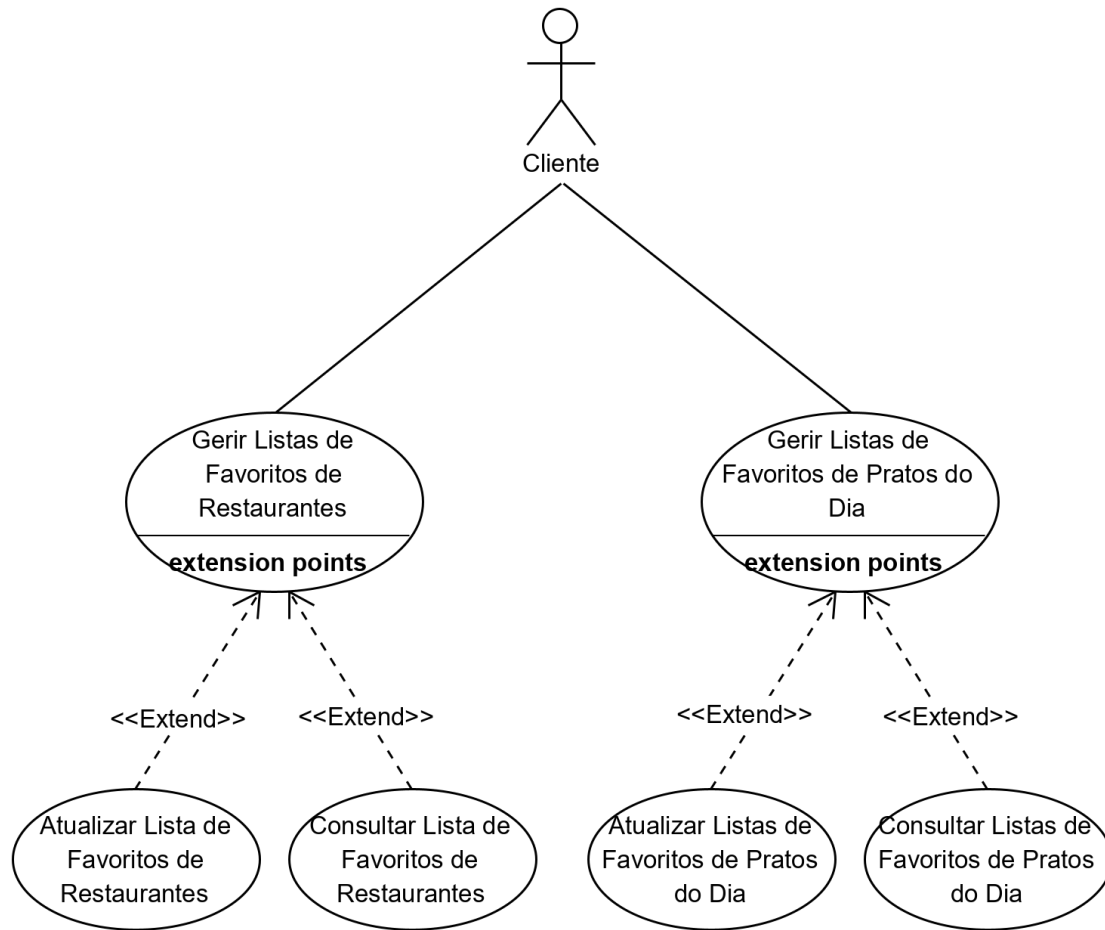 Cliente
Gerir Listas de
Favoritos de
Restaurantes
extension points
Gerir Listas de
Favoritos de Pratos do
Dia
extension points
<<Extend>>
<<Extend>>
<<Extend>>
<<Extend>>
Atualizar Lista de
Favoritos de
Restaurantes
Consultar Lista de
Favoritos de
Restaurantes
Atualizar Listas de
Favoritos de Pratos
do Dia
Consultar Listas de
Favoritos de Pratos
do Dia